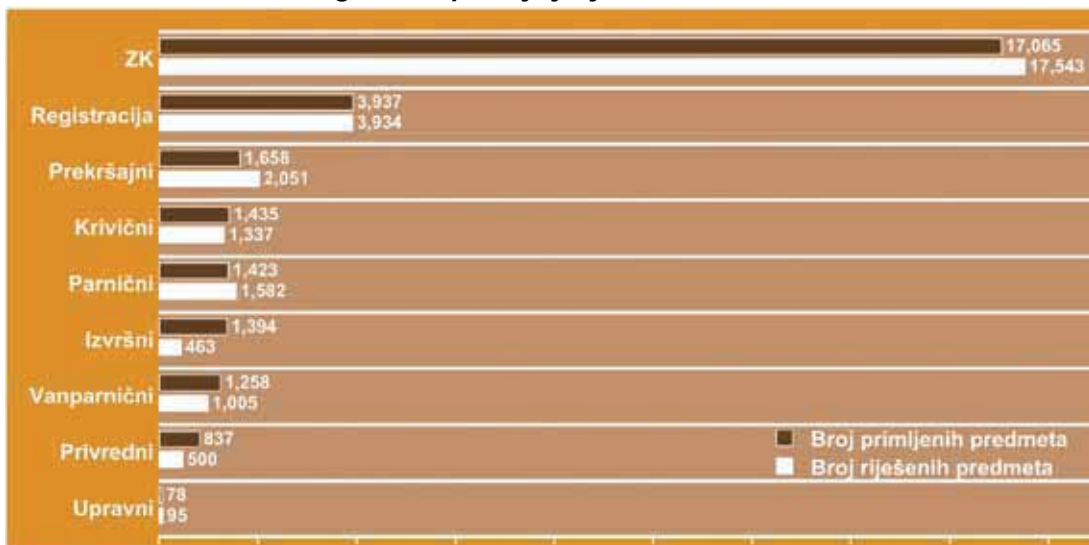 ZK
17,065
17,543
Registracija
3,937
3,934
Prekršajni
1,658
2,051
Krivični
1,435
1,337
Parnični
1,423
1,582
Izvršni
1,394
463
Vanparnični
1,258
1,005
Privredni
837
500
Upravni
78
95
Broj primljenih predmeta
Broj riješenih predmeta